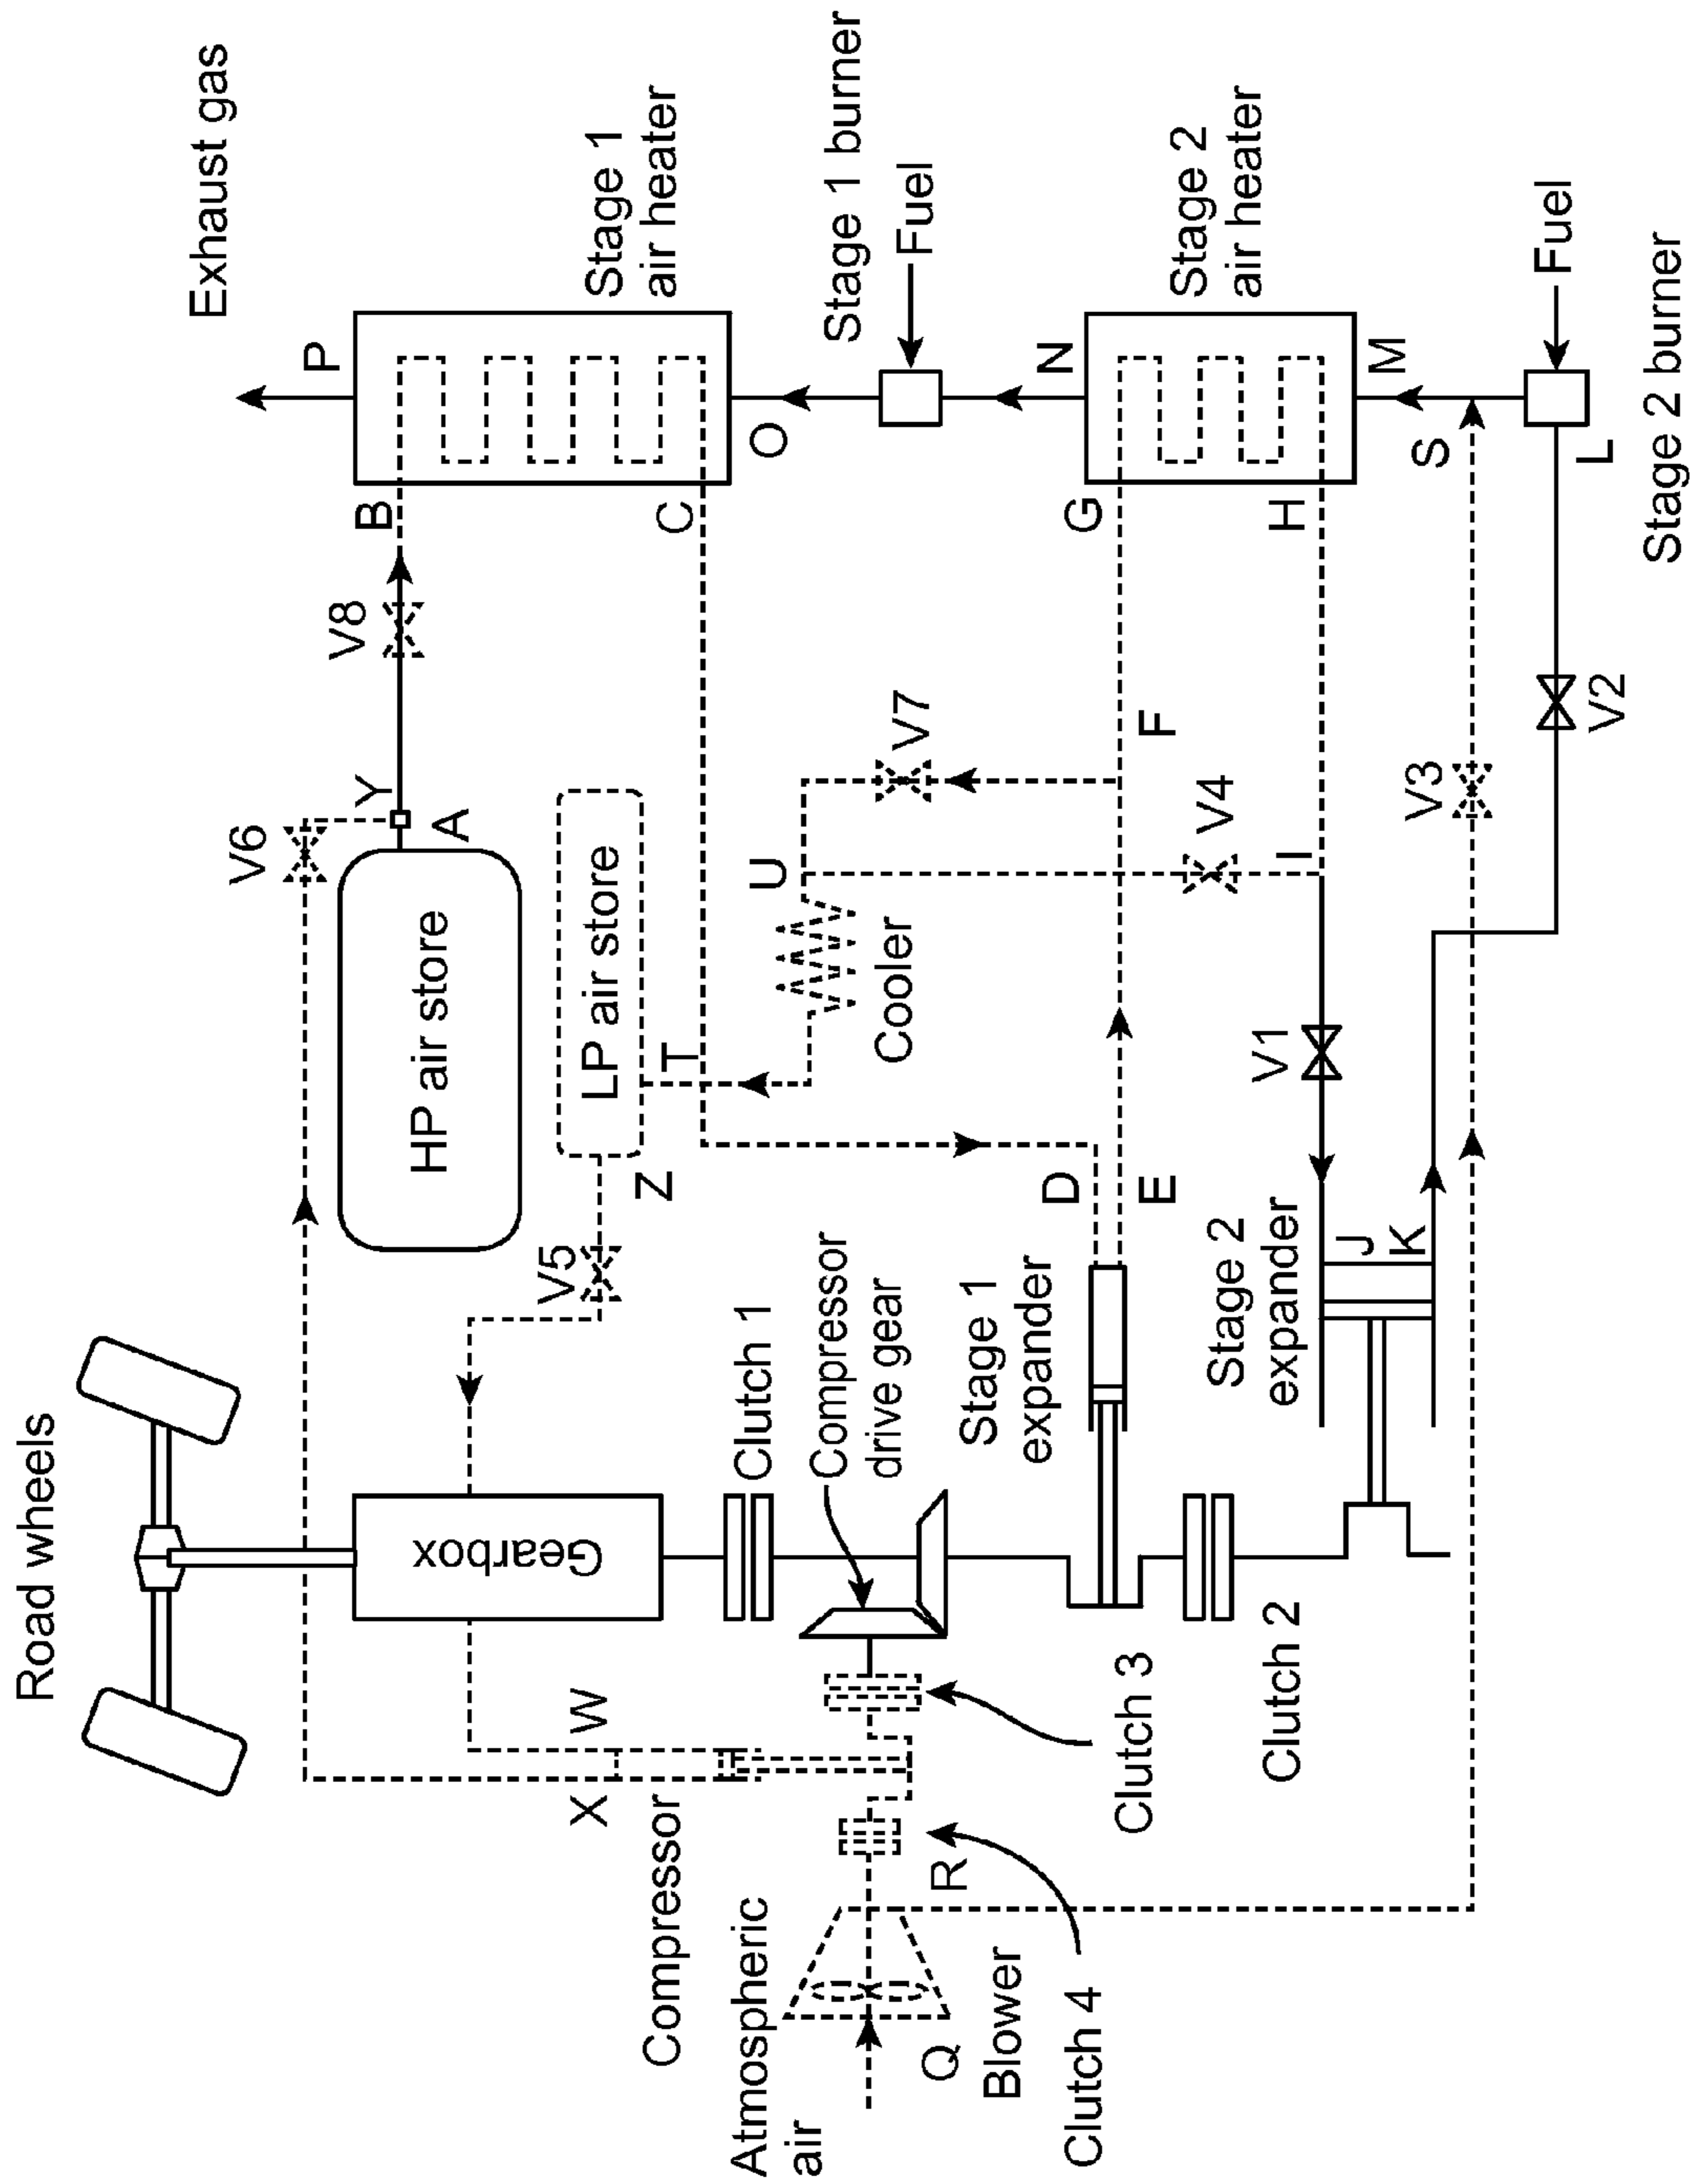 Exhaust gas
P
Stage 1
air heater
Stage 1 burner
Fuel
O
N
Stage 2
air heater
M
Fuel
S
L
Stage 2 burner
B
C
G
H
V8
V6
Y
A
HP air store
LP air store
T
Z
V5
U
V7
Cooler
F
V4
I
V3
V2
V1
D
E
J
K
Stage 1
expander
Stage 2
expander
Compressor
drive gear
Clutch 1
Road wheels
Gearbox
W
X
Compressor
Clutch 3
Clutch 2
R
Atmospheric
air
Q
Blower
Clutch 4